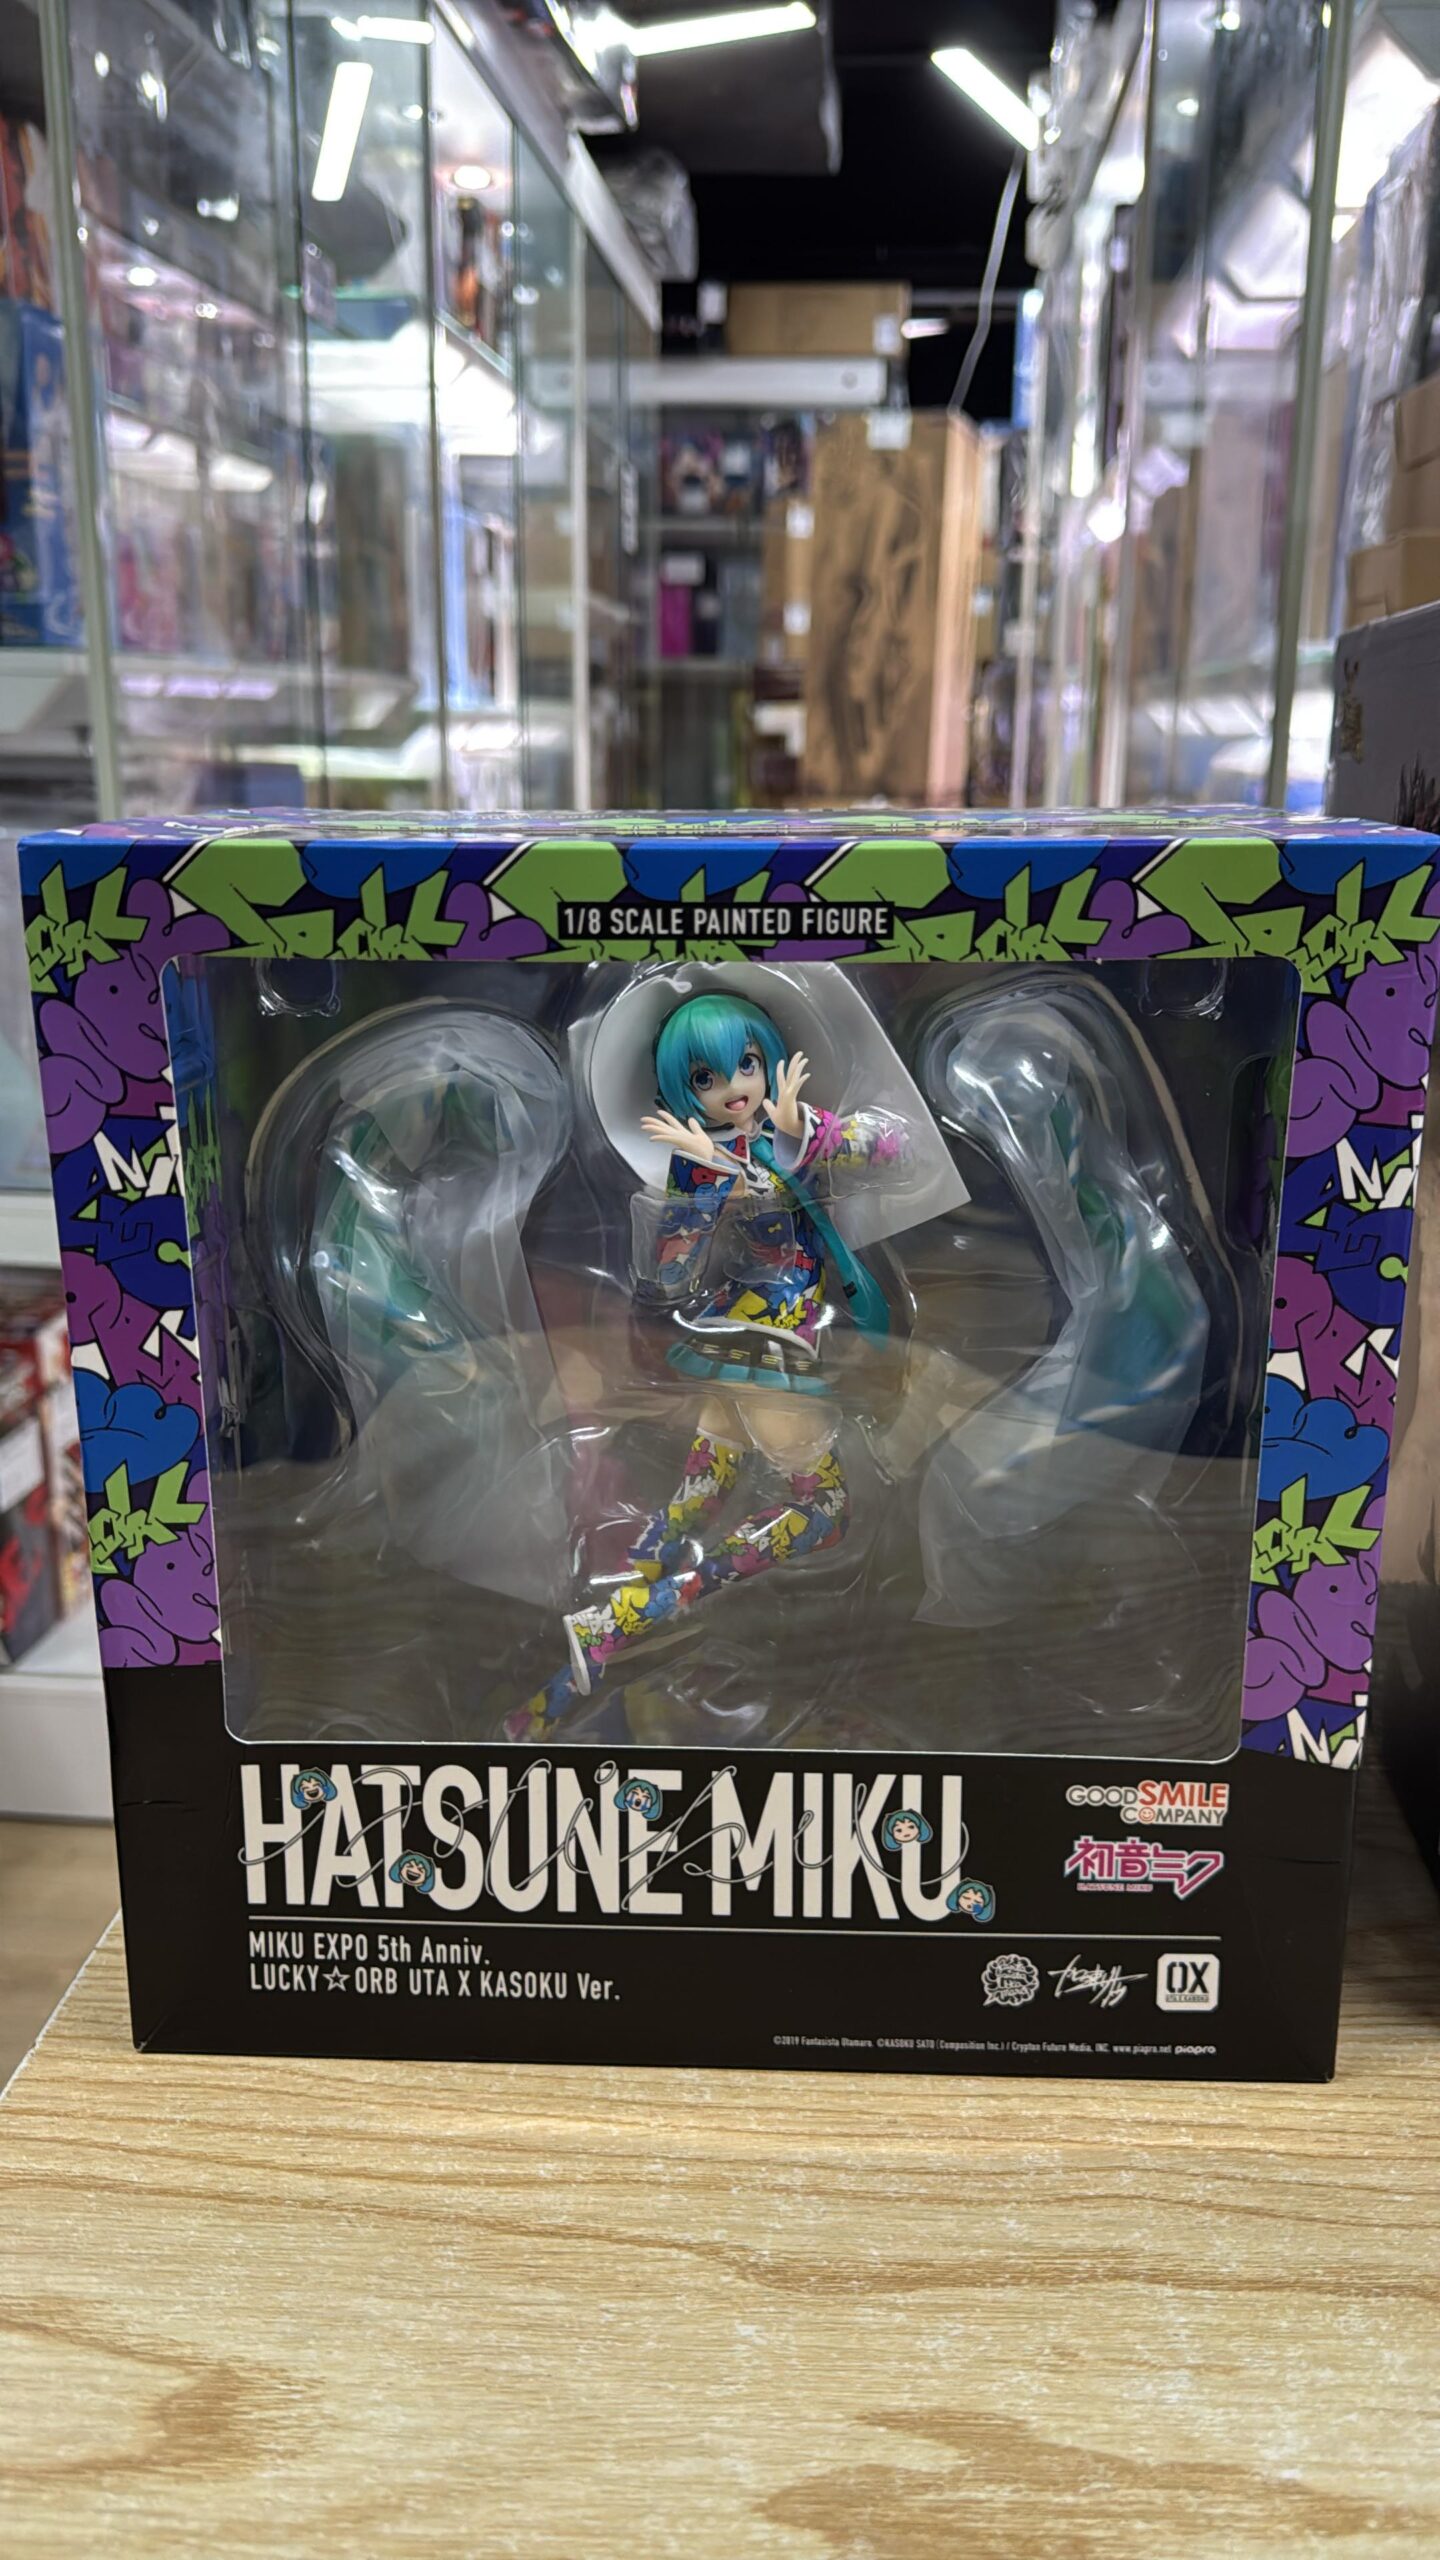 1/8 SCALE PAINTED FIGURE
HATSUNE MIKU
GOOD SMILE
COMPANY
初音ミク
HATSUNE MIKU
MIKU EXPO 5th Anniv.
LUCKY☆ORB UTA X KASOKU Ver.
OX
©2019 Fantasista Utamaro. ©KASOKU SATO (Composition Inc.) / Crypton Future Media, INC. www.piapro.net piapro